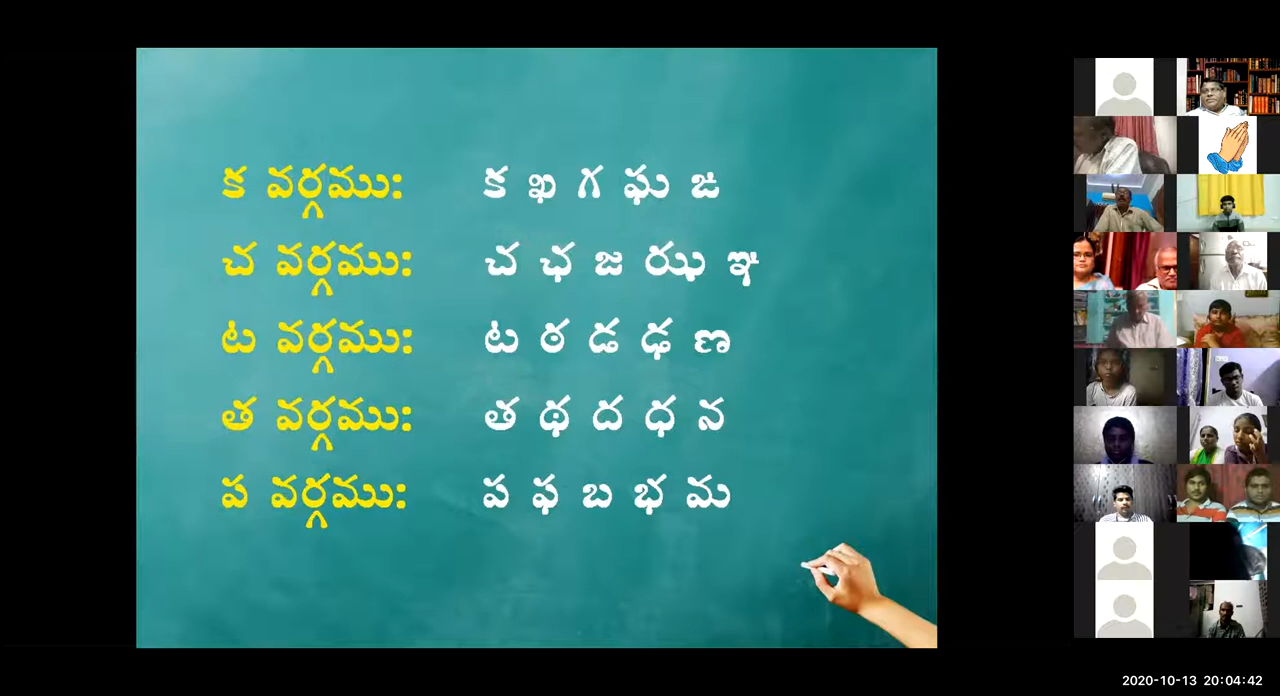 క వర్గము: క ఖ గ ఘ ఙ
చ వర్గము: చ ఛ జ ఝ ఞ
ట వర్గము: ట ఠ డ ఢ ణ
త వర్గము: త థ ద ధ న
ప వర్గము: ప ఫ బ భ మ
2020-10-13 20:04:42